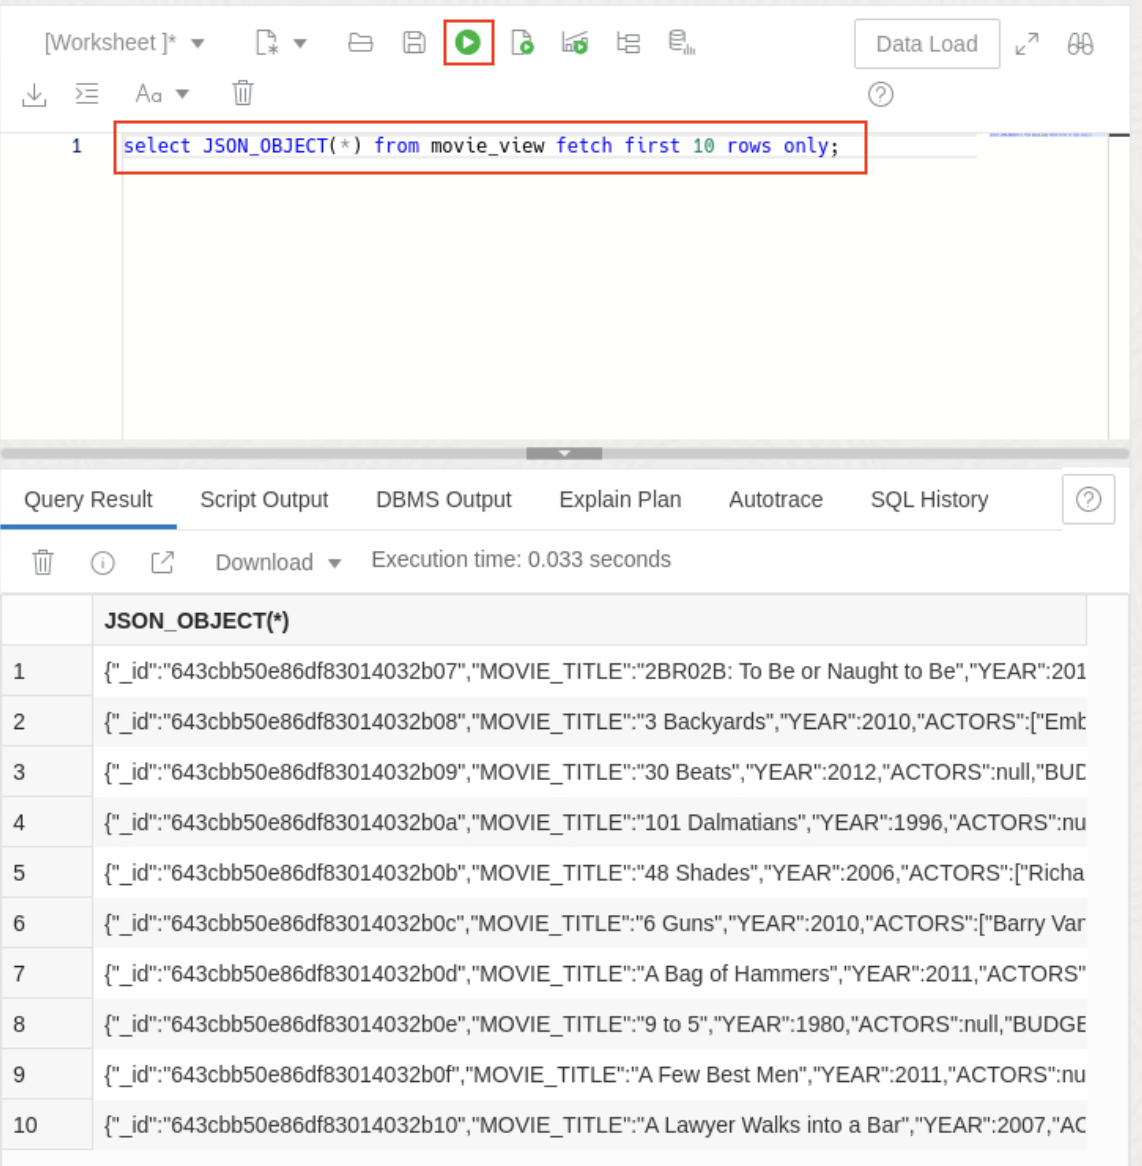 [Worksheet ]*
Data Load
Aa
?
1 select JSON_OBJECT(*) from movie_view fetch first 10 rows only;
Query Result Script Output DBMS Output Explain Plan Autotrace SQL History ?
Download Execution time: 0.033 seconds
JSON_OBJECT(*)
1 {"_id":"643cbb50e86df83014032b07","MOVIE_TITLE":"2BR02B: To Be or Naught to Be","YEAR":201
2 {"_id":"643cbb50e86df83014032b08","MOVIE_TITLE":"3 Backyards","YEAR":2010,"ACTORS":["Emb
3 {"_id":"643cbb50e86df83014032b09","MOVIE_TITLE":"30 Beats","YEAR":2012,"ACTORS":null,"BUD
4 {"_id":"643cbb50e86df83014032b0a","MOVIE_TITLE":"101 Dalmatians","YEAR":1996,"ACTORS":nu
5 {"_id":"643cbb50e86df83014032b0b","MOVIE_TITLE":"48 Shades","YEAR":2006,"ACTORS":["Richa
6 {"_id":"643cbb50e86df83014032b0c","MOVIE_TITLE":"6 Guns","YEAR":2010,"ACTORS":["Barry Van
7 {"_id":"643cbb50e86df83014032b0d","MOVIE_TITLE":"A Bag of Hammers","YEAR":2011,"ACTORS"
8 {"_id":"643cbb50e86df83014032b0e","MOVIE_TITLE":"9 to 5","YEAR":1980,"ACTORS":null,"BUDGE
9 {"_id":"643cbb50e86df83014032b0f","MOVIE_TITLE":"A Few Best Men","YEAR":2011,"ACTORS":nu
10 {"_id":"643cbb50e86df83014032b10","MOVIE_TITLE":"A Lawyer Walks into a Bar","YEAR":2007,"AC